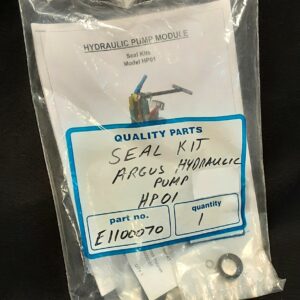 HYDRAULIC PUMP MODULE
Seal Kits
Model HP01
QUALITY PARTS
SEAL KIT
ARGUS HYDRAULIC
PUMP
HP01
part no.
E1100070
quantity
1